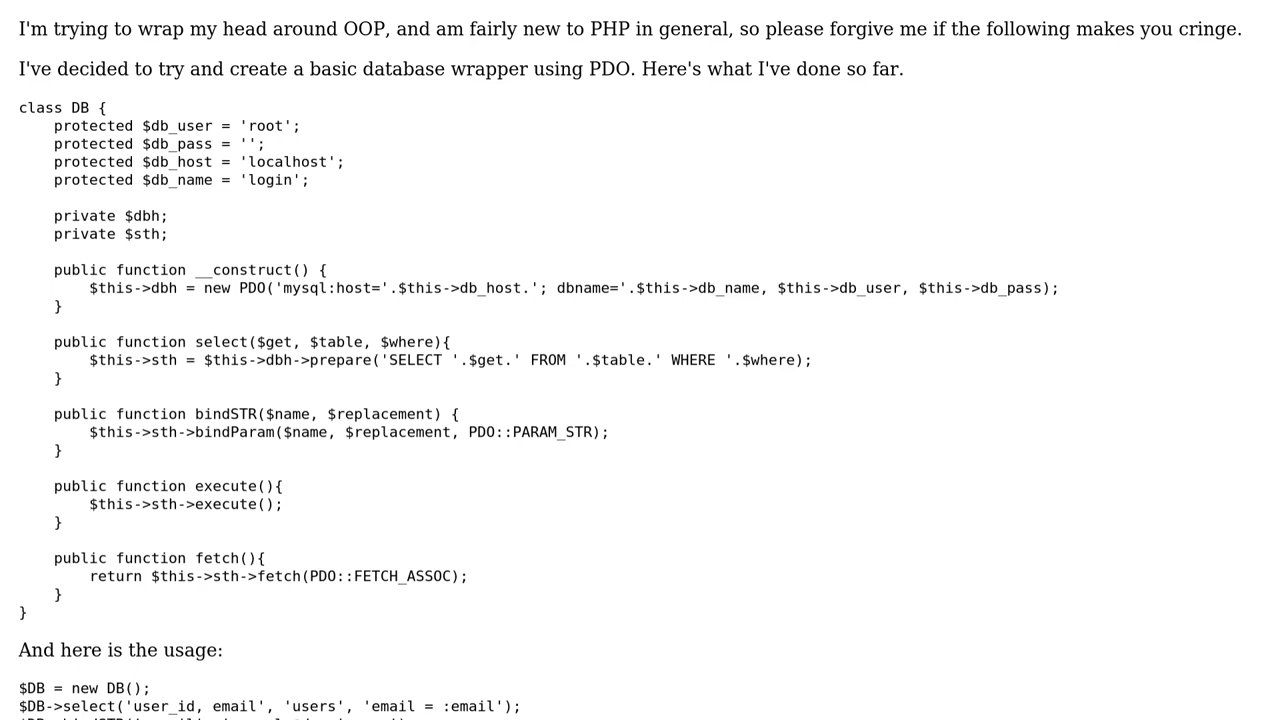 I'm trying to wrap my head around OOP, and am fairly new to PHP in general, so please forgive me if the following makes you cringe.
I've decided to try and create a basic database wrapper using PDO. Here's what I've done so far.
class DB {
    protected $db_user = 'root';
    protected $db_pass = '';
    protected $db_host = 'localhost';
    protected $db_name = 'login';

    private $dbh;
    private $sth;

    public function __construct() {
        $this->dbh = new PDO('mysql:host='.$this->db_host.'; dbname='.$this->db_name, $this->db_user, $this->db_pass);
    }

    public function select($get, $table, $where){
        $this->sth = $this->dbh->prepare('SELECT '.$get.' FROM '.$table.' WHERE '.$where);
    }

    public function bindSTR($name, $replacement) {
        $this->sth->bindParam($name, $replacement, PDO::PARAM_STR);
    }

    public function execute(){
        $this->sth->execute();
    }

    public function fetch(){
        return $this->sth->fetch(PDO::FETCH_ASSOC);
    }
}
And here is the usage:
$DB = new DB();
$DB->select('user_id, email', 'users', 'email = :email');